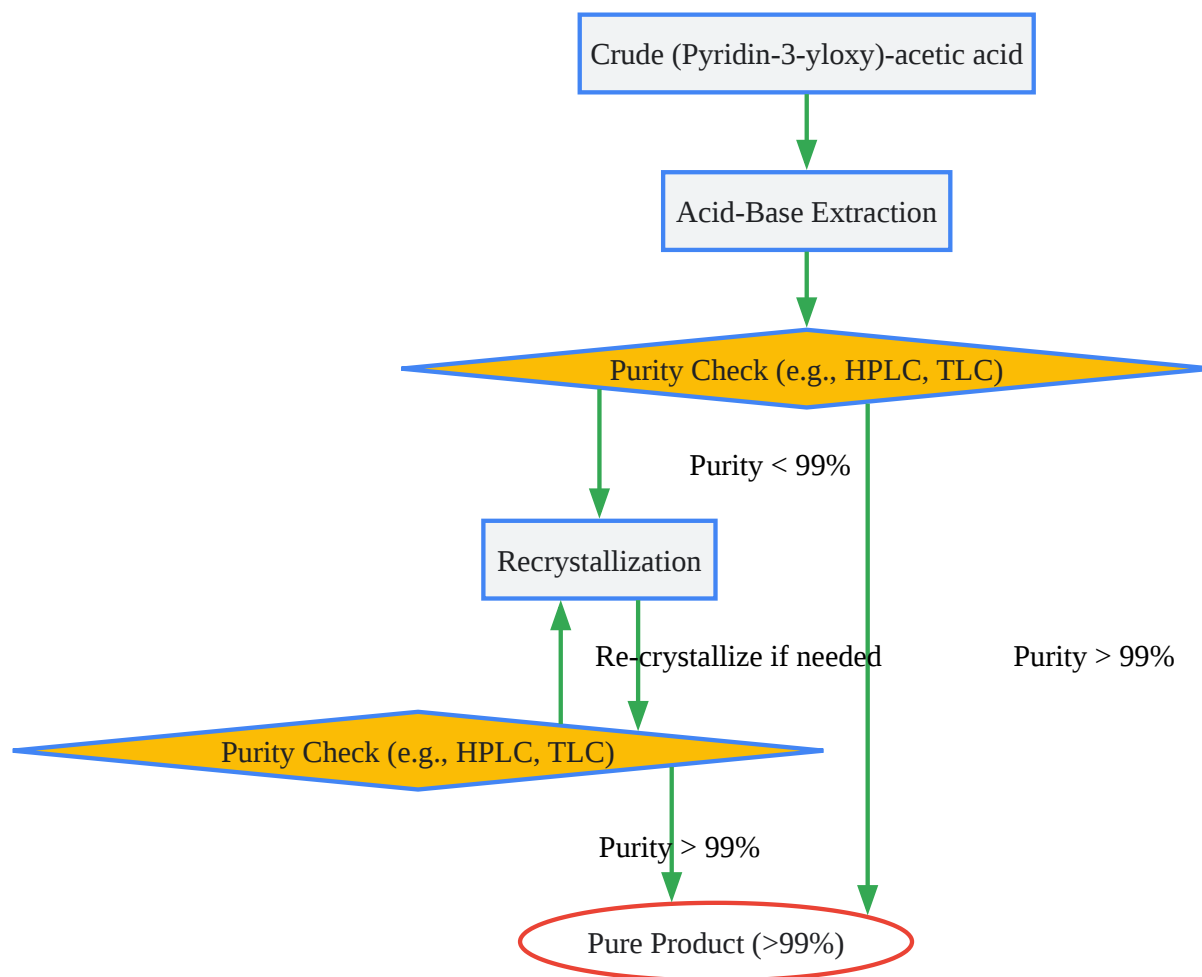 Crude (Pyridin-3-yloxy)-acetic acid
Acid-Base Extraction
Purity Check (e.g., HPLC, TLC)
Purity < 99%
Recrystallization
Re-crystallize if needed
Purity > 99%
Purity Check (e.g., HPLC, TLC)
Purity > 99%
Pure Product (>99%)